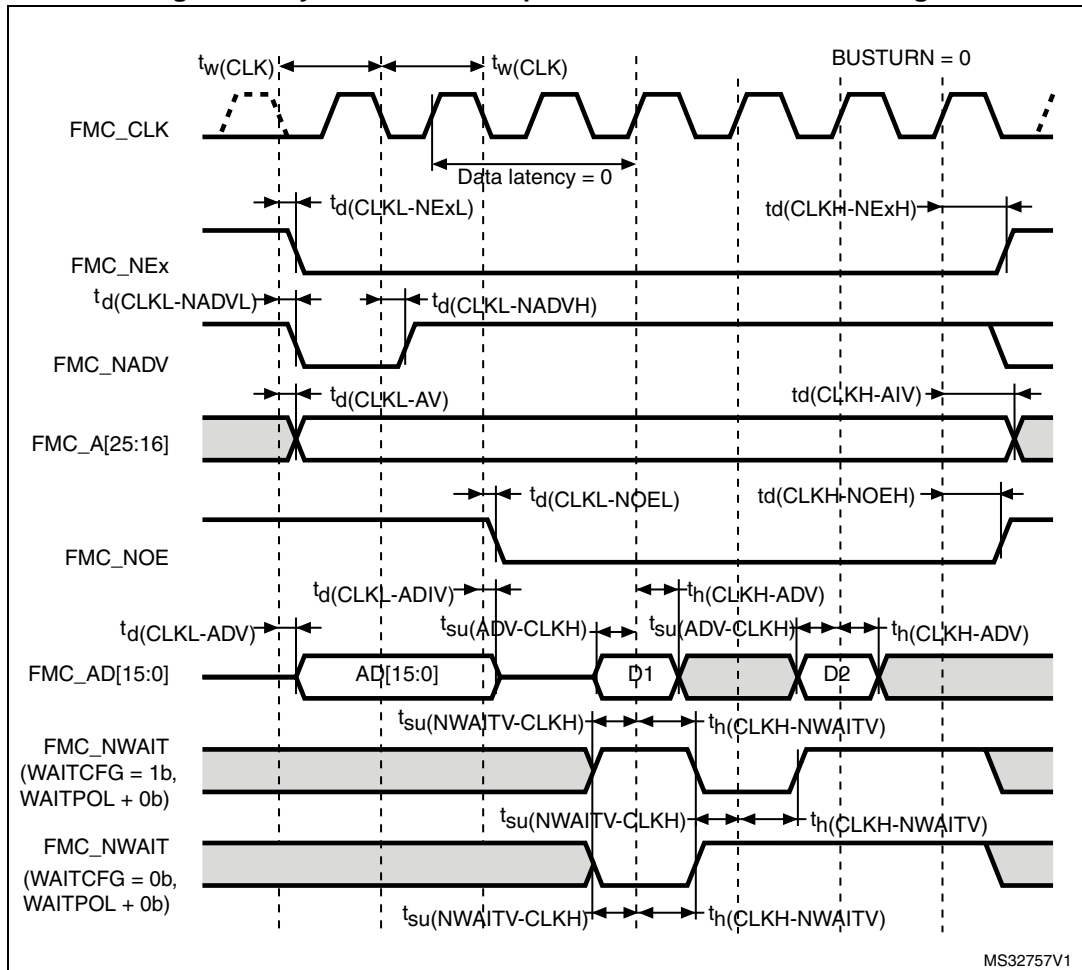 tw(CLK) tw(CLK) BUSTURN = 0
FMC_CLK
Data latency = 0
td(CLKL-NExL) td(CLKH-NExH)
FMC_NEx
td(CLKL-NADVL) td(CLKL-NADVH)
FMC_NADV
td(CLKL-AV) td(CLKH-AIV)
FMC_A[25:16]
td(CLKL-NOEL) td(CLKH-NOEH)
FMC_NOE
td(CLKL-ADIV) th(CLKH-ADV)
td(CLKL-ADV) tsu(ADV-CLKH) tsu(ADV-CLKH) th(CLKH-ADV)
FMC_AD[15:0] AD[15:0] D1 D2
tsu(NWAITV-CLKH) th(CLKH-NWAITV)
FMC_NWAIT
(WAITCFG = 1b,
WAITPOL + 0b)
tsu(NWAITV-CLKH) th(CLKH-NWAITV)
FMC_NWAIT
(WAITCFG = 0b,
WAITPOL + 0b)
tsu(NWAITV-CLKH) th(CLKH-NWAITV)
MS32757V1